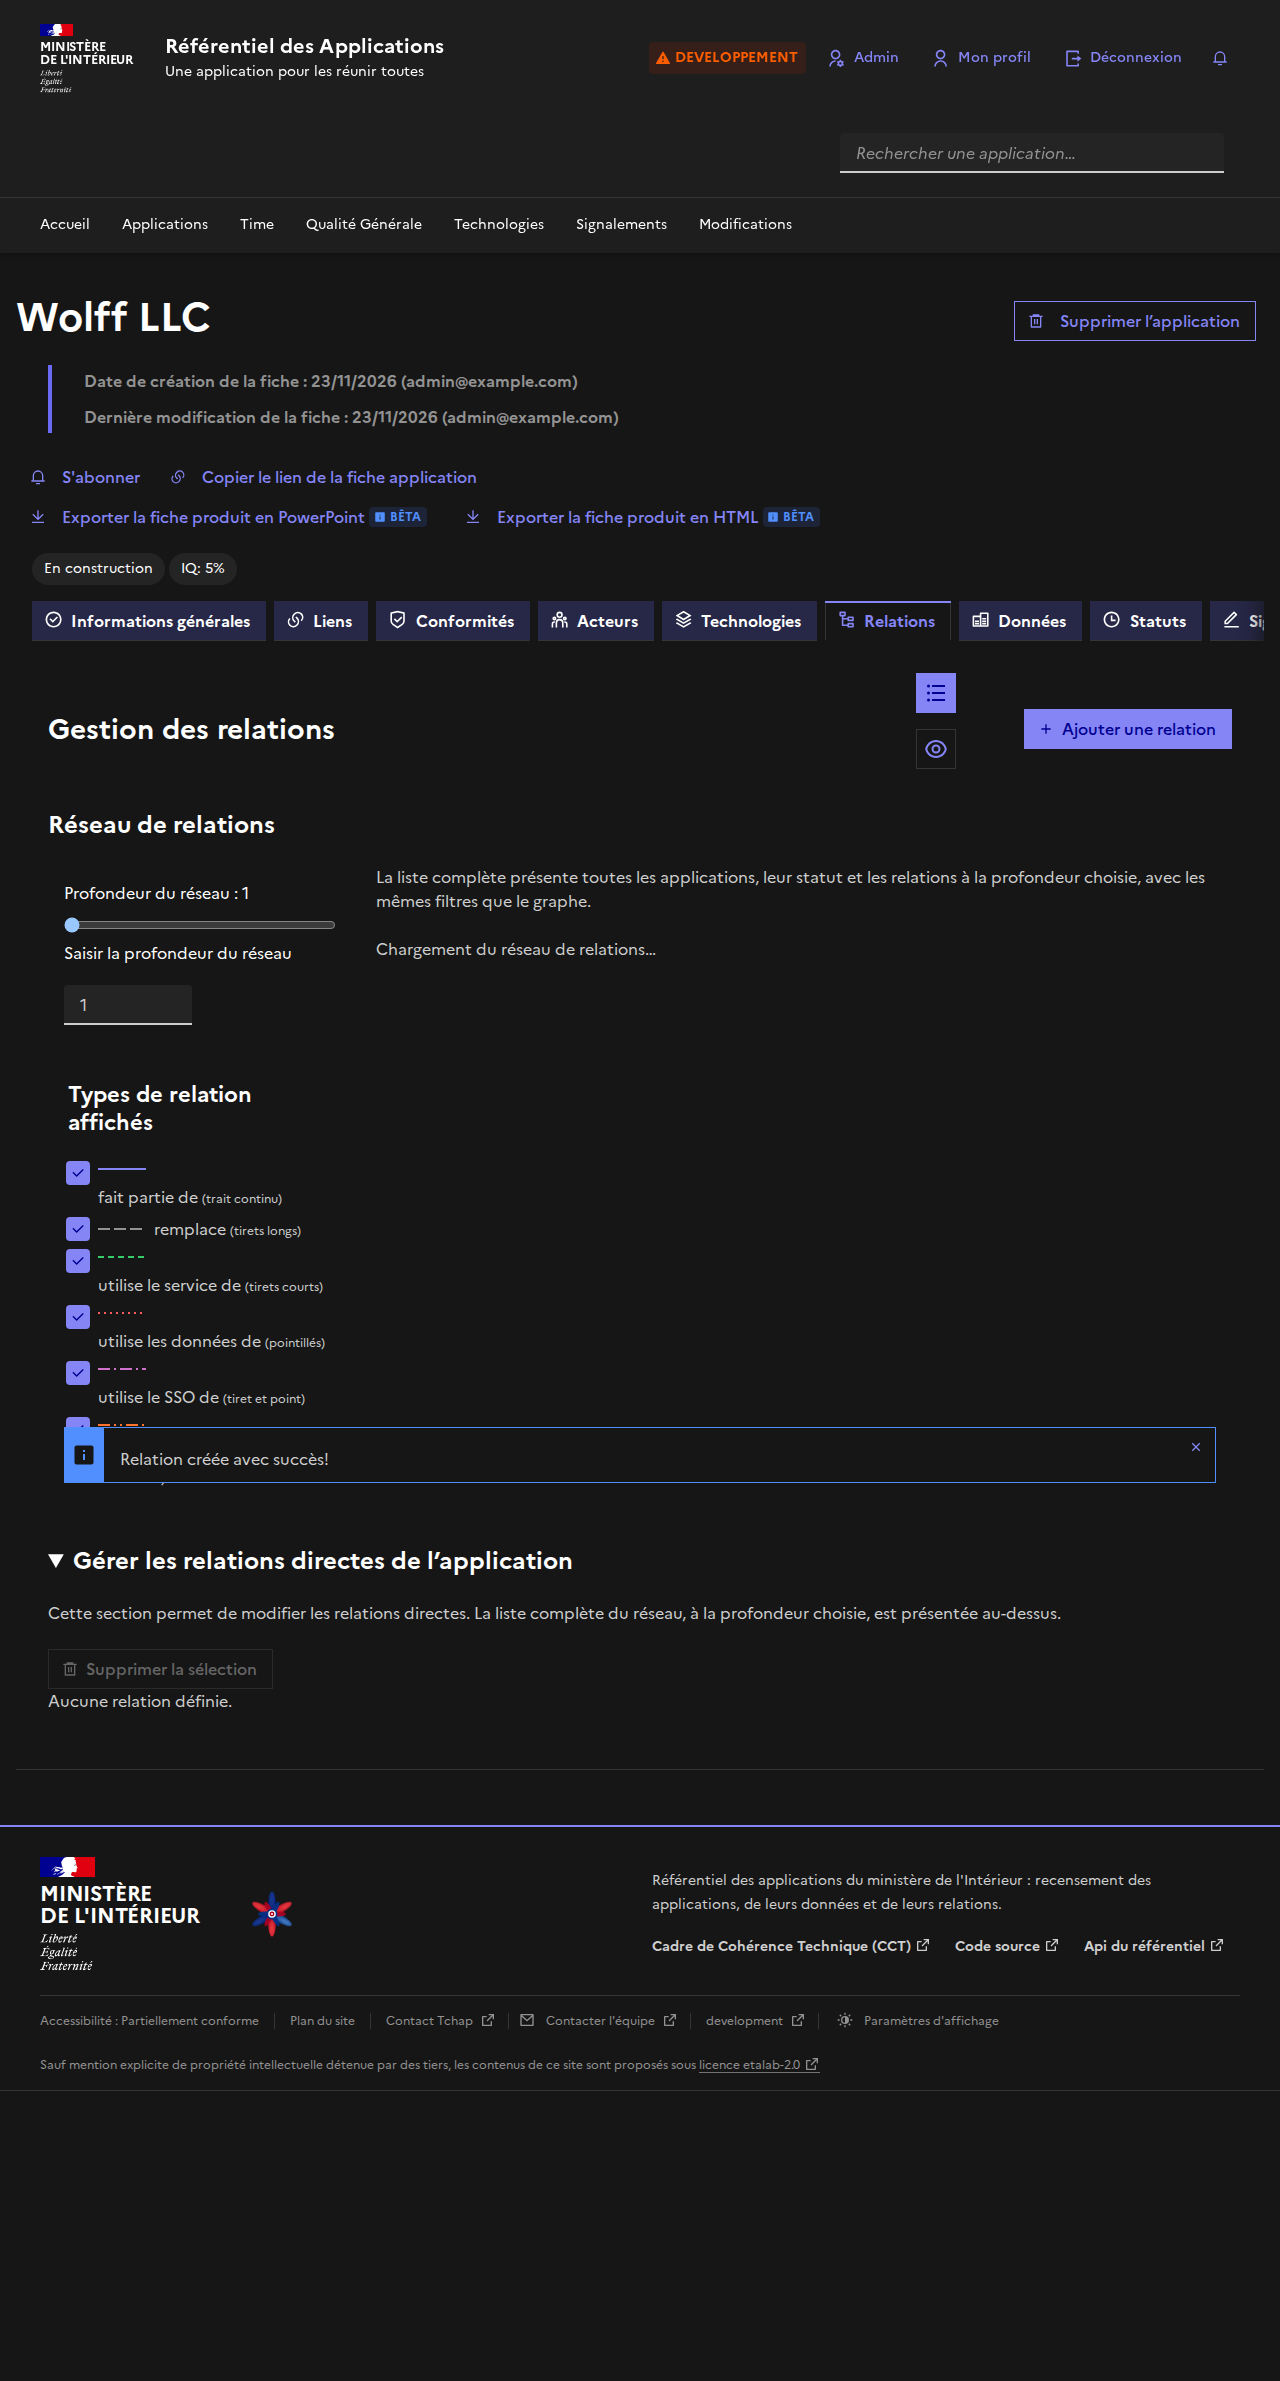 MINISTÈRE
DE L'INTÉRIEUR
Liberté
Égalité
Fraternité
Référentiel des Applications
Une application pour les réunir toutes
DEVELOPPEMENT
Admin
Mon profil
Déconnexion
Rechercher une application…
Accueil
Applications
Time
Qualité Générale
Technologies
Signalements
Modifications
Wolff LLC
Supprimer l’application
Date de création de la fiche : 23/11/2026 (admin@example.com)
Dernière modification de la fiche : 23/11/2026 (admin@example.com)
S'abonner
Copier le lien de la fiche application
Exporter la fiche produit en PowerPoint BÊTA
Exporter la fiche produit en HTML BÊTA
En construction
IQ: 5%
Informations générales
Liens
Conformités
Acteurs
Technologies
Relations
Données
Statuts
Gestion des relations
Ajouter une relation
Réseau de relations
Profondeur du réseau : 1
Saisir la profondeur du réseau
1
La liste complète présente toutes les applications, leur statut et les relations à la profondeur choisie, avec les
mêmes filtres que le graphe.
Chargement du réseau de relations…
Types de relation
affichés
fait partie de (trait continu)
remplace (tirets longs)
utilise le service de (tirets courts)
utilise les données de (pointillés)
utilise le SSO de (tiret et point)
Relation créée avec succès!
Gérer les relations directes de l’application
Cette section permet de modifier les relations directes. La liste complète du réseau, à la profondeur choisie, est présentée au-dessus.
Supprimer la sélection
Aucune relation définie.
MINISTÈRE
DE L'INTÉRIEUR
Liberté
Égalité
Fraternité
Référentiel des applications du ministère de l'Intérieur : recensement des
applications, de leurs données et de leurs relations.
Cadre de Cohérence Technique (CCT)
Code source
Api du référentiel
Accessibilité : Partiellement conforme
Plan du site
Contact Tchap
Contacter l'équipe
development
Paramètres d'affichage
Sauf mention explicite de propriété intellectuelle détenue par des tiers, les contenus de ce site sont proposés sous licence etalab-2.0